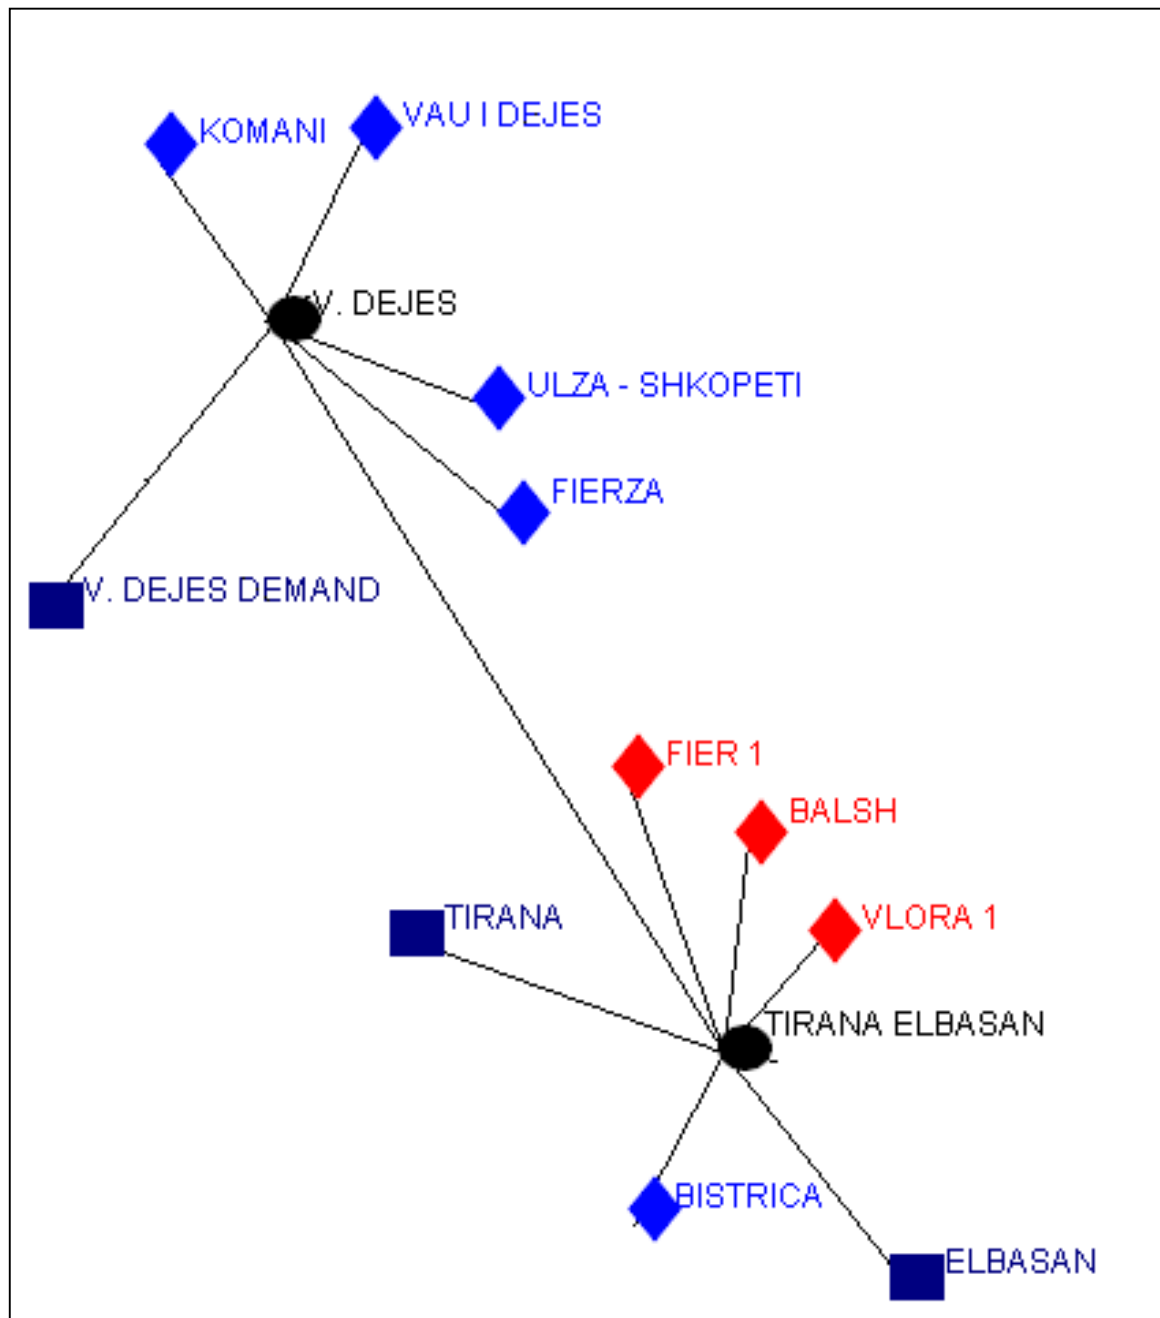 KOMANI
VAU I DEJES
V. DEJES
ULZA - SHKOPETI
FIERZA
V. DEJES DEMAND
FIER 1
BALSH
TIRANA
VLORA 1
TIRANA ELBASAN
BISTRICA
ELBASAN